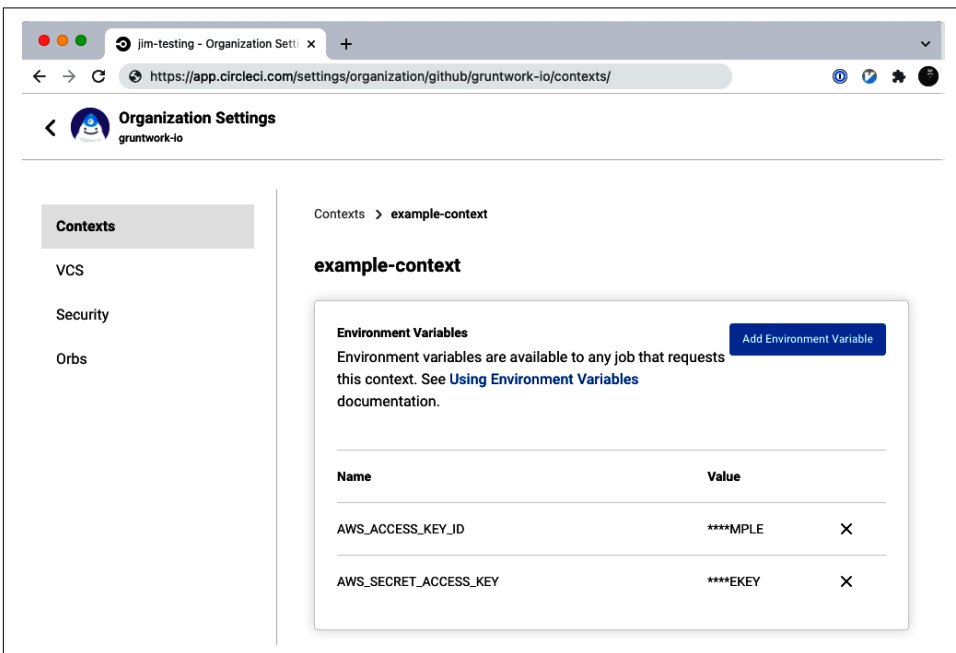 jim-testing - Organization Setti
https://app.circleci.com/settings/organization/github/gruntwork-io/contexts/
Organization Settings
gruntwork-io
Contexts
VCS
Security
Orbs
Contexts > example-context
example-context
Environment Variables
Add Environment Variable
Environment variables are available to any job that requests
this context. See Using Environment Variables
documentation.
Name Value
AWS_ACCESS_KEY_ID ****MPLE
AWS_SECRET_ACCESS_KEY ****EKEY